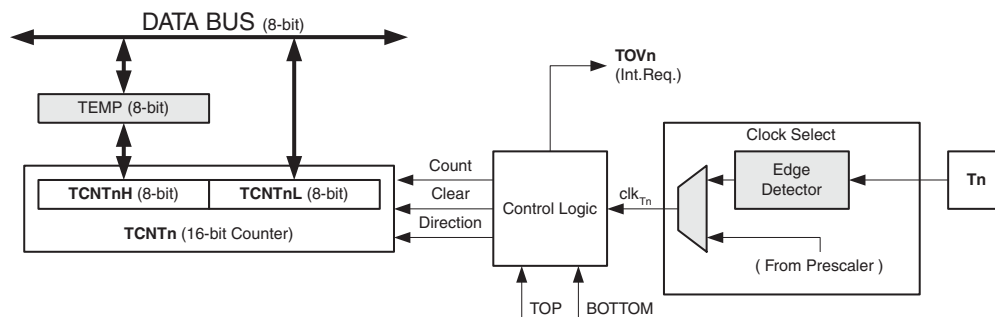 DATA BUS (8-bit)
TEMP (8-bit)
TCNTnH (8-bit)
TCNTnL (8-bit)
TCNTn (16-bit Counter)
Count
Clear
Direction
Control Logic
TOVn
(Int.Req.)
TOP
BOTTOM
clkTn
Clock Select
Edge
Detector
( From Prescaler )
Tn